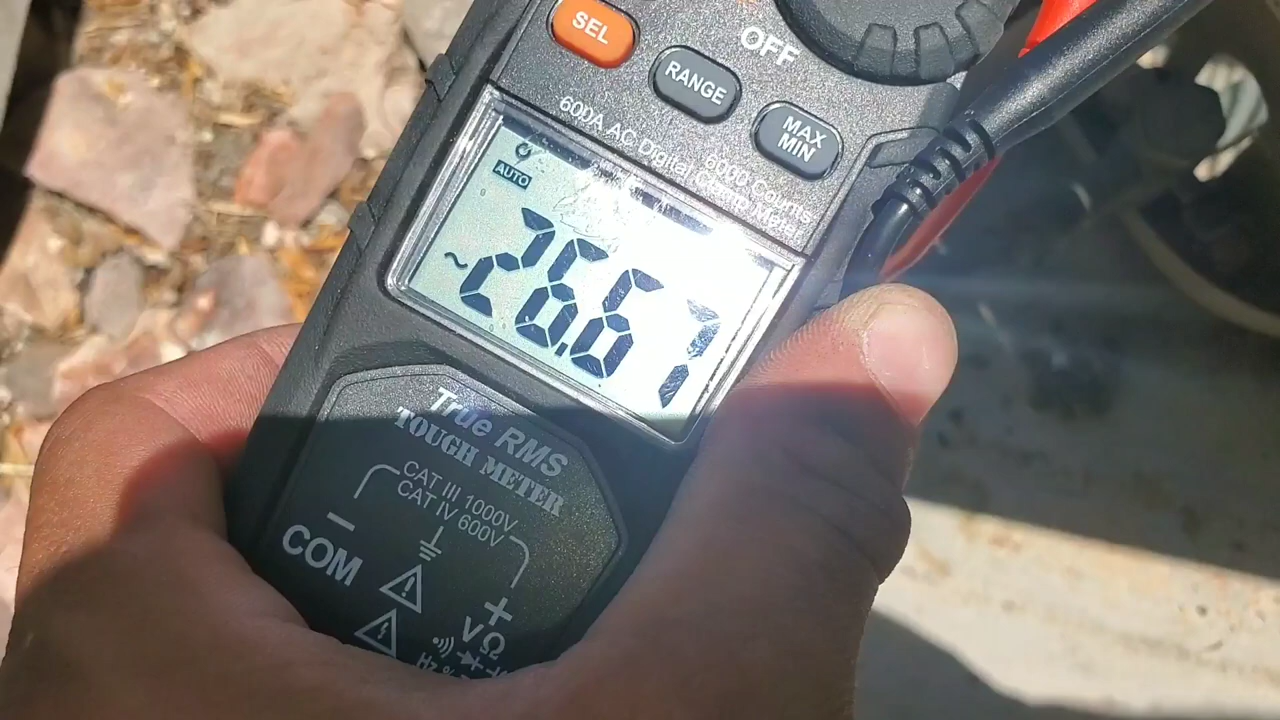 SEL
OFF
RANGE
MAX
MIN
6000 Counts
600A AC Digital Clamp Meter
AUTO
~26.67
True RMS
TOUGH METER
CAT III 1000V
CAT IV 600V
−
COM
+
VΩ
Hz %